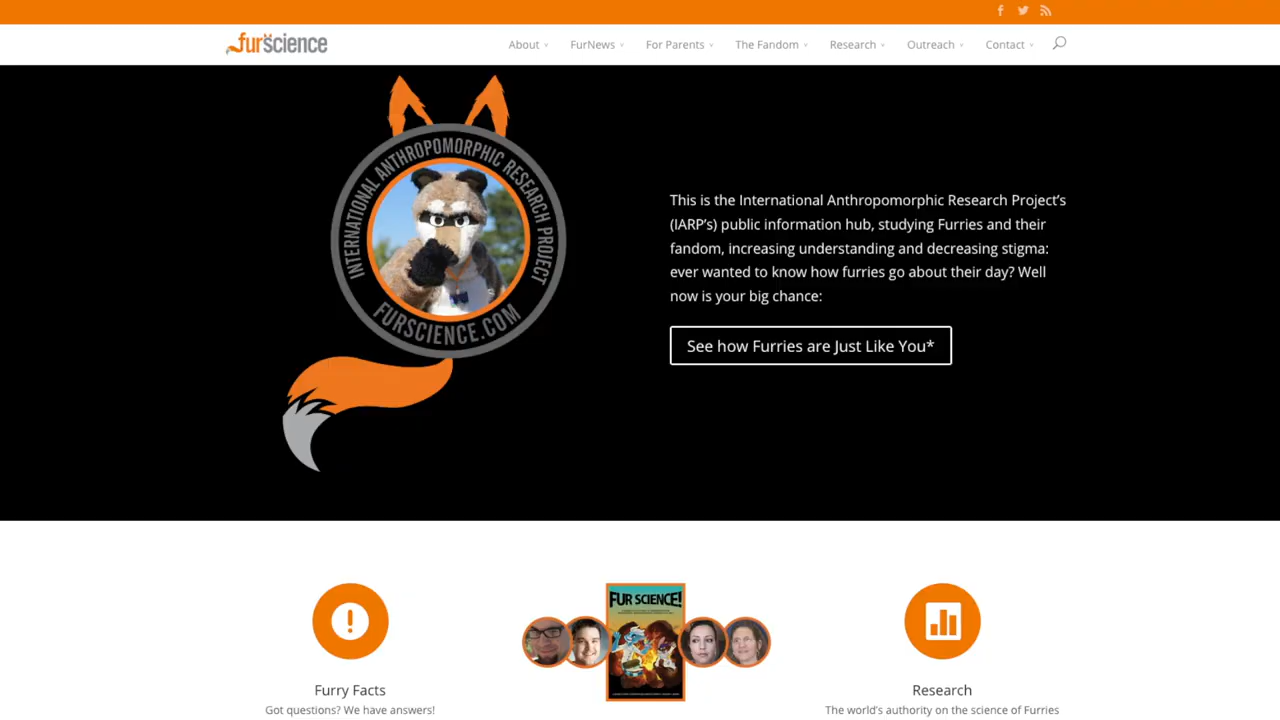 furscience
About
FurNews
For Parents
The Fandom
Research
Outreach
Contact
INTERNATIONAL ANTHROPOMORPHIC RESEARCH PROJECT
FURSCIENCE.COM
This is the International Anthropomorphic Research Project's
(IARP's) public information hub, studying Furries and their
fandom, increasing understanding and decreasing stigma:
ever wanted to know how furries go about their day? Well
now is your big chance:
See how Furries are Just Like You*
Furry Facts
Got questions? We have answers!
FUR SCIENCE!
Research
The world's authority on the science of Furries